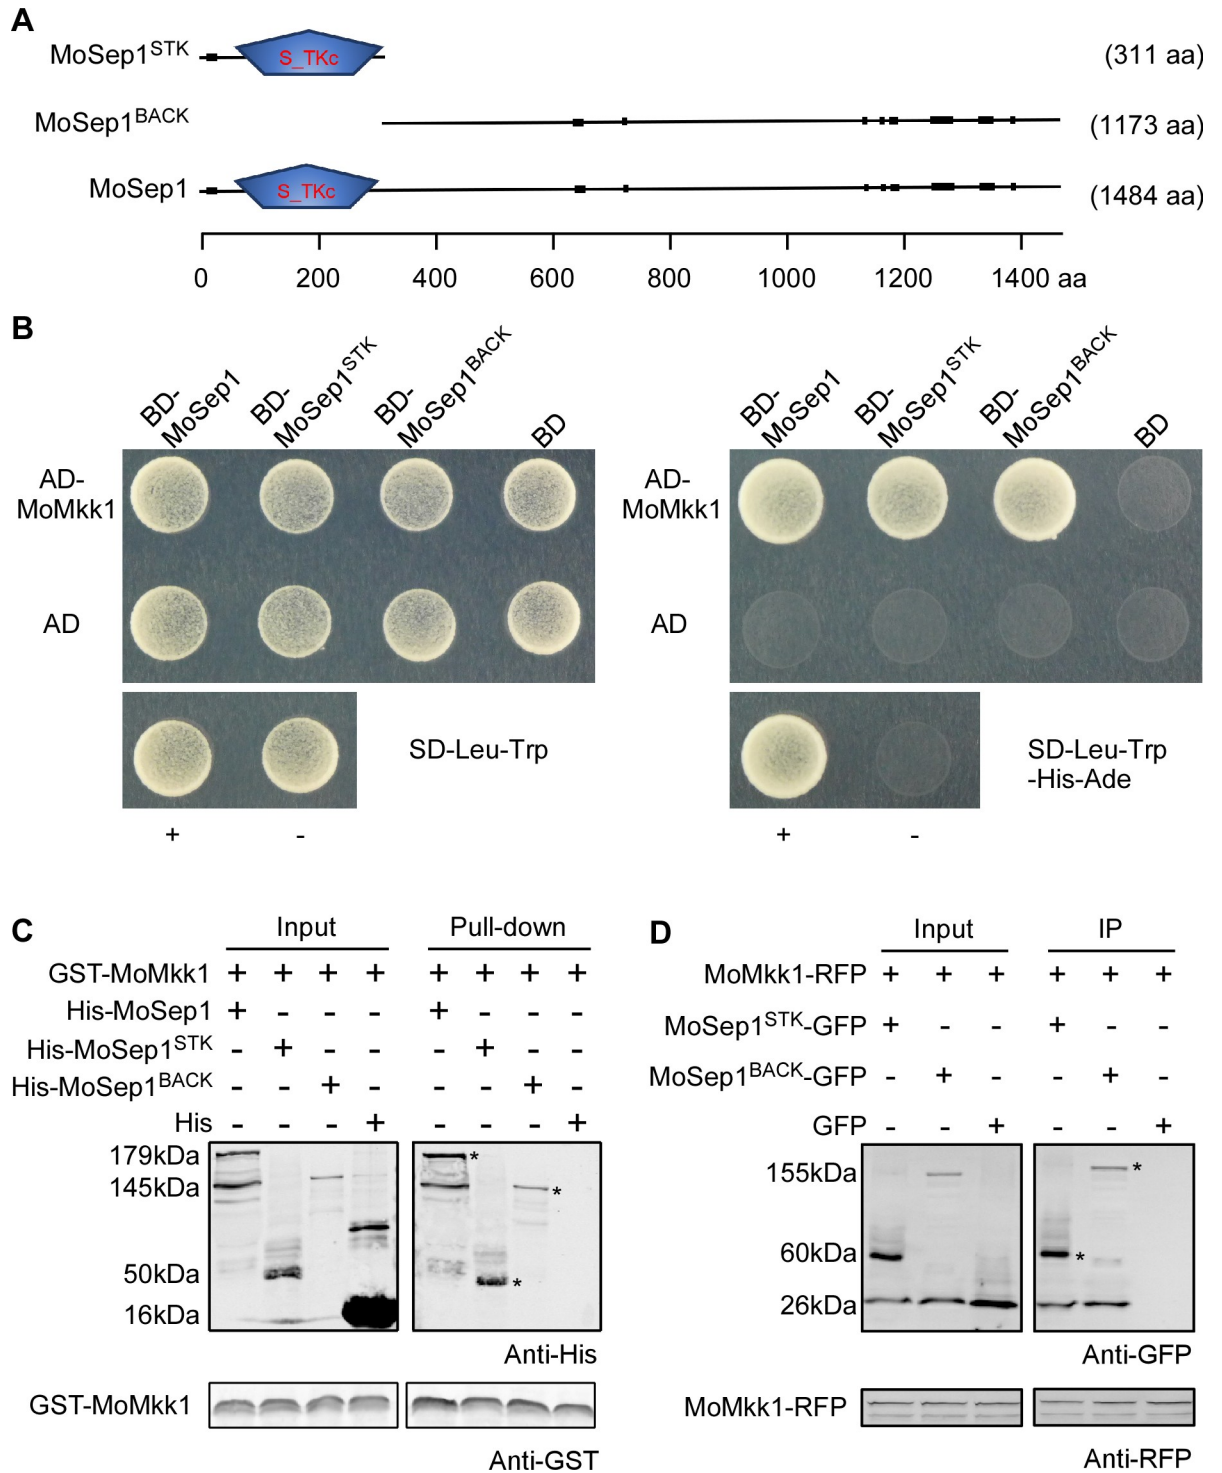 A
MoSep1STK S_TKc (311 aa)
MoSep1BACK (1173 aa)
MoSep1 S_TKc (1484 aa)
0 200 400 600 800 1000 1200 1400 aa
B
BD-MoSep1 BD-MoSep1STK BD-MoSep1BACK BD
AD-MoMkk1
AD
SD-Leu-Trp
+ -
BD-MoSep1 BD-MoSep1STK BD-MoSep1BACK BD
AD-MoMkk1
AD
SD-Leu-Trp
-His-Ade
+ -
C
Input Pull-down
GST-MoMkk1 + + + + + + + +
His-MoSep1 + - - - + - - -
His-MoSep1STK - + - - - + - -
His-MoSep1BACK - - + - - - + -
His - - - + - - - +
179kDa *
145kDa *
50kDa *
16kDa
Anti-His
GST-MoMkk1
Anti-GST
D
Input IP
MoMkk1-RFP + + + + + +
MoSep1STK-GFP + - - + - -
MoSep1BACK-GFP - + - - + -
GFP - - + - - +
155kDa *
60kDa *
26kDa
Anti-GFP
MoMkk1-RFP
Anti-RFP